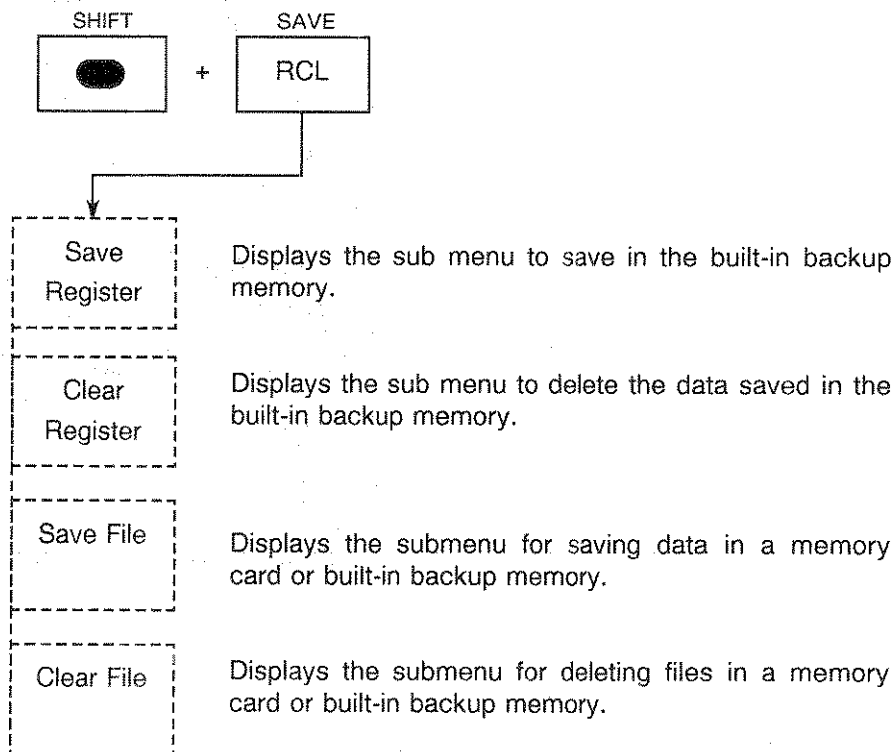 SHIFT SAVE
+ RCL
Save
Register
Displays the sub menu to save in the built-in backup
memory.
Clear
Register
Displays the sub menu to delete the data saved in the
built-in backup memory.
Save File
Displays the submenu for saving data in a memory
card or built-in backup memory.
Clear File
Displays the submenu for deleting files in a memory
card or built-in backup memory.